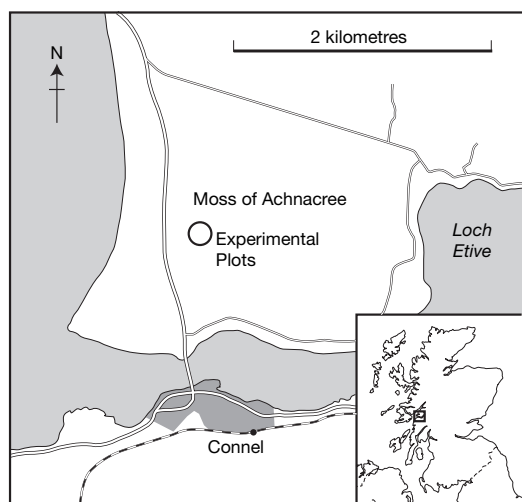 2 kilometres
N
Moss of Achnacree
Experimental
Plots
Loch
Etive
Connel